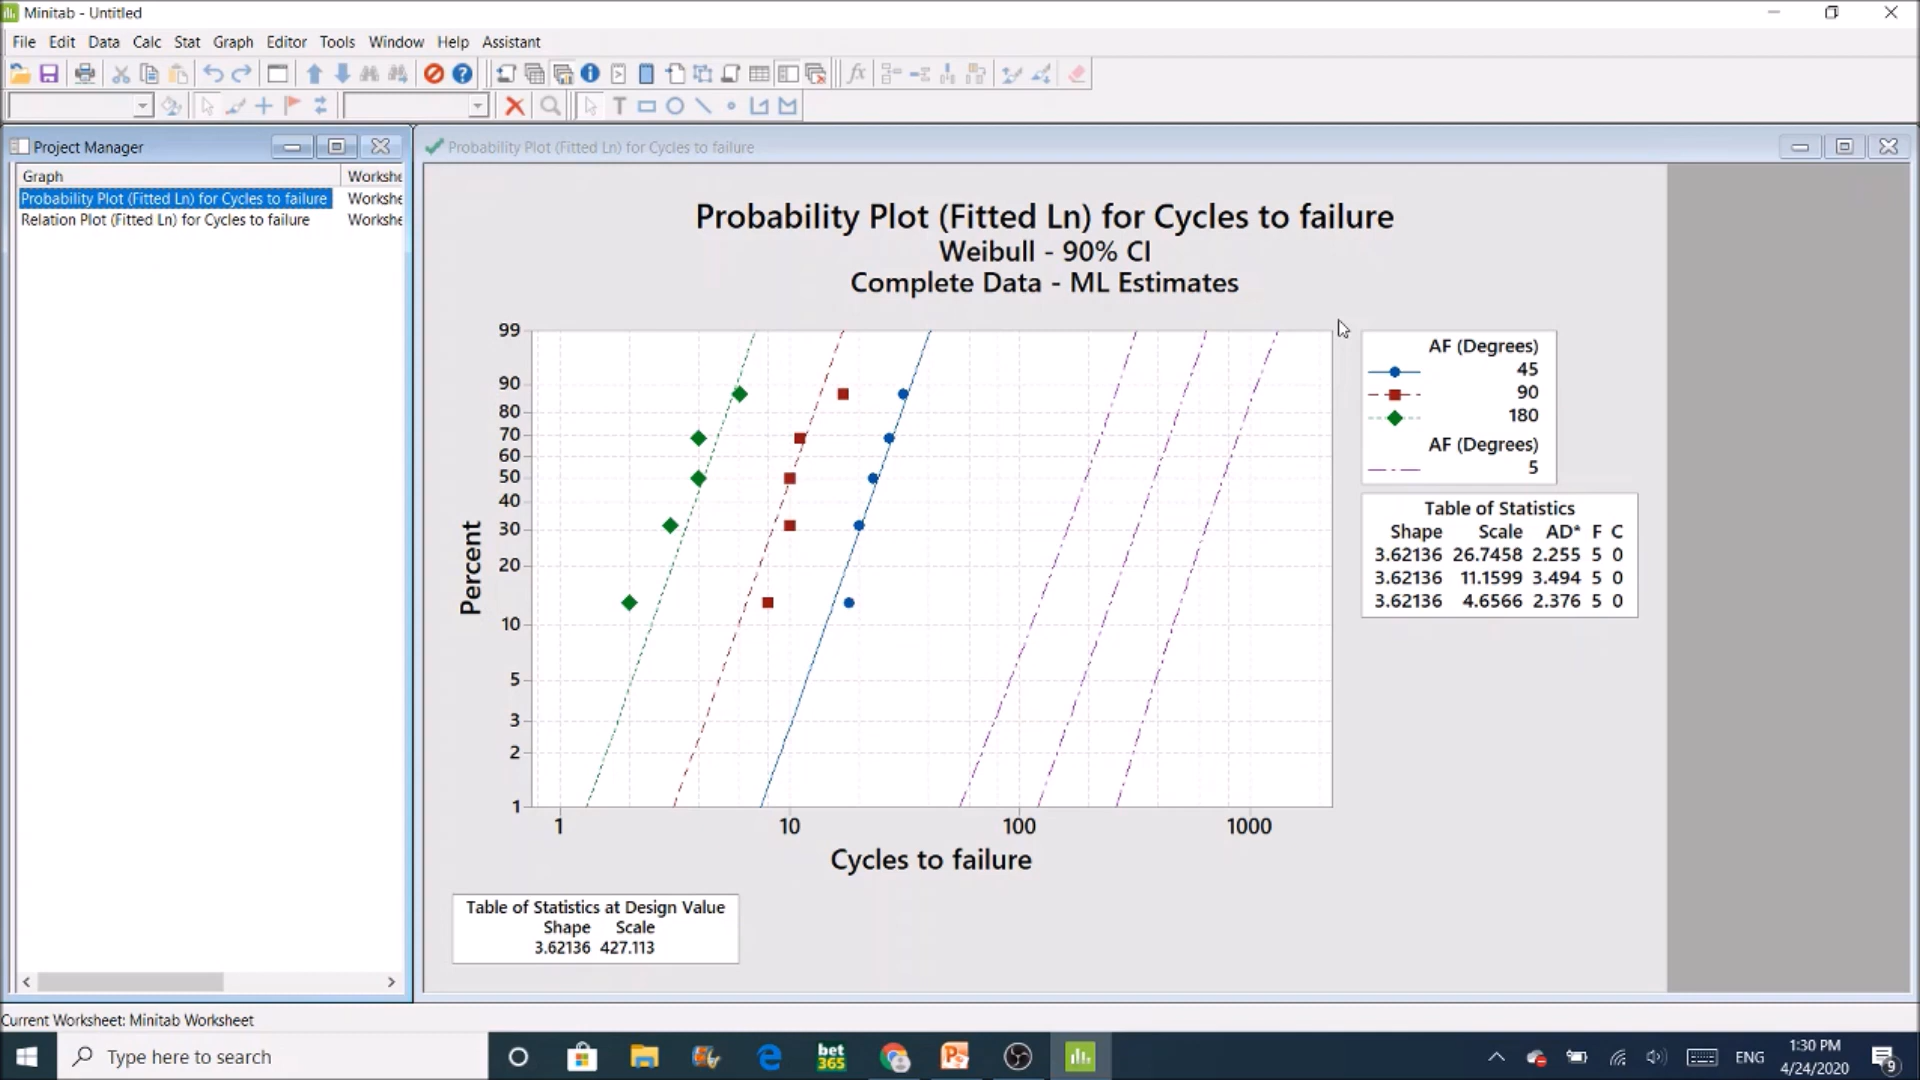 Minitab - Untitled
File Edit Data Calc Stat Graph Editor Tools Window Help Assistant
Project Manager
Graph Workshe
Probability Plot (Fitted Ln) for Cycles to failure Workshe
Relation Plot (Fitted Ln) for Cycles to failure Workshe
Probability Plot (Fitted Ln) for Cycles to failure
Probability Plot (Fitted Ln) for Cycles to failure
Weibull - 90% CI
Complete Data - ML Estimates
Percent
99
90
80
70
60
50
40
30
20
10
5
3
2
1
1 10 100 1000
Cycles to failure
AF (Degrees)
45
90
180
AF (Degrees)
5
Table of Statistics
Shape Scale AD* F C
3.62136 26.7458 2.255 5 0
3.62136 11.1599 3.494 5 0
3.62136 4.6566 2.376 5 0
Table of Statistics at Design Value
Shape Scale
3.62136 427.113
Current Worksheet: Minitab Worksheet
Type here to search
bet
365
ENG
1:30 PM
4/24/2020
9